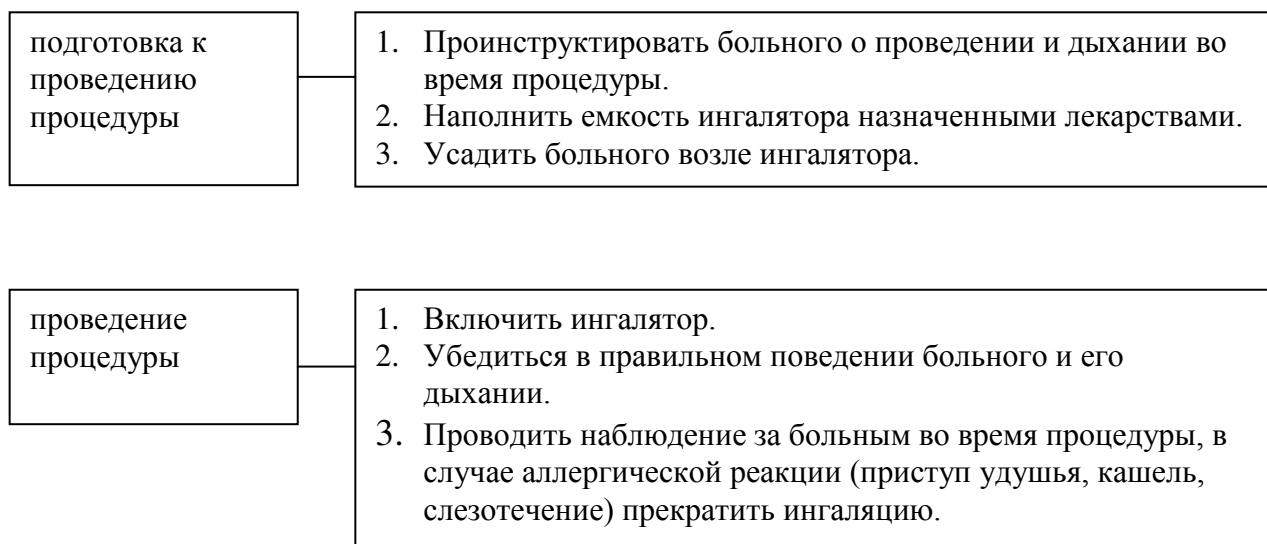 подготовка к
проведению
процедуры
1. Проинструктировать больного о проведении и дыхании во
время процедуры.
2. Наполнить емкость ингалятора назначенными лекарствами.
3. Усадить больного возле ингалятора.
проведение
процедуры
1. Включить ингалятор.
2. Убедиться в правильном поведении больного и его
дыхании.
3. Проводить наблюдение за больным во время процедуры, в
случае аллергической реакции (приступ удушья, кашель,
слезотечение) прекратить ингаляцию.